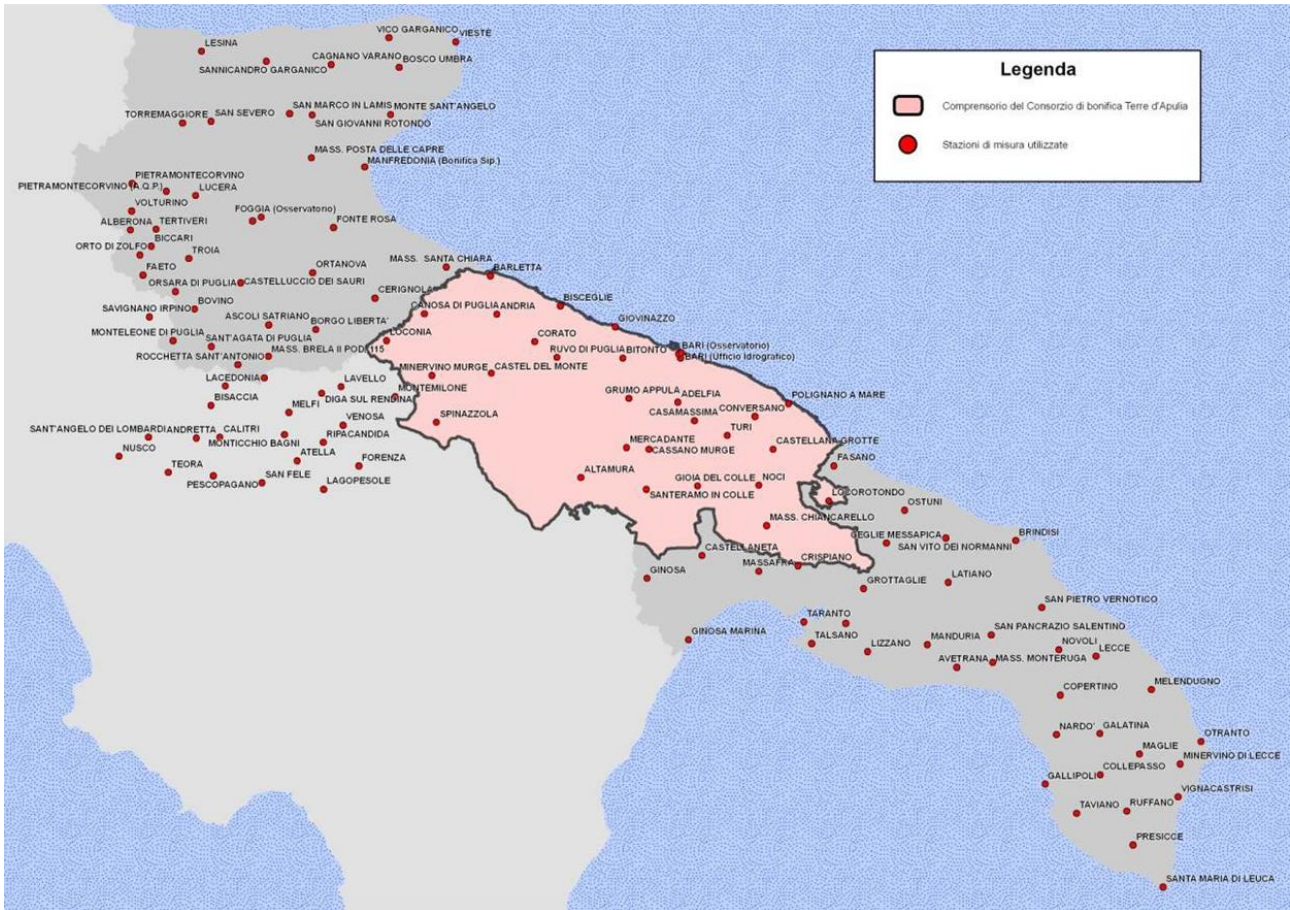 VICO GARGANICO
VIESTE
LESINA
CAGNANO VARANO
BOSCO UMBRA
SANNICANDRO GARGANICO
Legenda
Comprensorio del Consorzio di bonifica Terre d'Apulia
Stazioni di misura utilizzate
SAN MARCO IN LAMIS
MONTE SANT'ANGELO
TORREMAGGIORE
SAN SEVERO
SAN GIOVANNI ROTONDO
MASS. POSTA DELLE CAPRE
MANFREDONIA (Bonifica Sip.)
PIETRAMONTECORVINO
PIETRAMONTECORVINO (A.Q.P.)
LUCERA
VOLTURINO
FOGGIA (Osservatorio)
ALBERONA
TERTIVERI
FONTE ROSA
BICCARI
ORTO DI ZOLFO
TROIA
FAETO
ORTANOVA
MASS. SANTA CHIARA
BARLETTA
ORSARA DI PUGLIA
CASTELLUCCIO DEI SAURI
CERIGNOLA
BISCEGLIE
SAVIGNANO IRPINO
BOVINO
CANOSA DI PUGLIA
ANDRIA
ASCOLI SATRIANO
BORGO LIBERTA'
GIOVINAZZO
MONTELEONE DI PUGLIA
SANT'AGATA DI PUGLIA
LOCONIA
CORATO
BARI (Osservatorio)
ROCCHETTA SANT'ANTONIO
MASS. BRELA II POD. 115
RUVO DI PUGLIA
BITONTO
BARI (Ufficio Idrografico)
MINERVINO MURGE
CASTEL DEL MONTE
LACEDONIA
LAVELLO
MONTEMILONE
BISACCIA
DIGA SUL RENDINA
GRUMO APPULA
ADELFIA
POLIGNANO A MARE
MELFI
SPINAZZOLA
CASAMASSIMA
CONVERSANO
VENOSA
SANT'ANGELO DEI LOMBARDI
ANDRETTA
CALITRI
TURI
MONTICCHIO BAGNI
RIPACANDIDA
MERCADANTE
CASSANO MURGE
CASTELLANA GROTTE
NUSCO
ATELLA
FORENZA
FASANO
TEORA
PESCOPAGANO
SAN FELE
LAGOPESOLE
ALTAMURA
GIOIA DEL COLLE
NOCI
SANTERAMO IN COLLE
LOCOROTONDO
OSTUNI
MASS. CHIANCARELLO
CEGLIE MESSAPICA
BRINDISI
SAN VITO DEI NORMANNI
CASTELLANETA
MASSAFRA
CRISPIANO
GINOSA
GROTTAGLIE
LATIANO
SAN PIETRO VERNOTICO
TARANTO
GINOSA MARINA
TALSANO
LIZZANO
MANDURIA
SAN PANCRAZIO SALENTINO
NOVOLI
LECCE
AVETRANA
MASS. MONTERUGA
COPERTINO
MELENDUGNO
NARDO'
GALATINA
OTRANTO
MAGLIE
MINERVINO DI LECCE
GALLIPOLI
COLLEPASSO
VIGNACASTRISI
TAVIANO
RUFFANO
PRESICCE
SANTA MARIA DI LEUCA